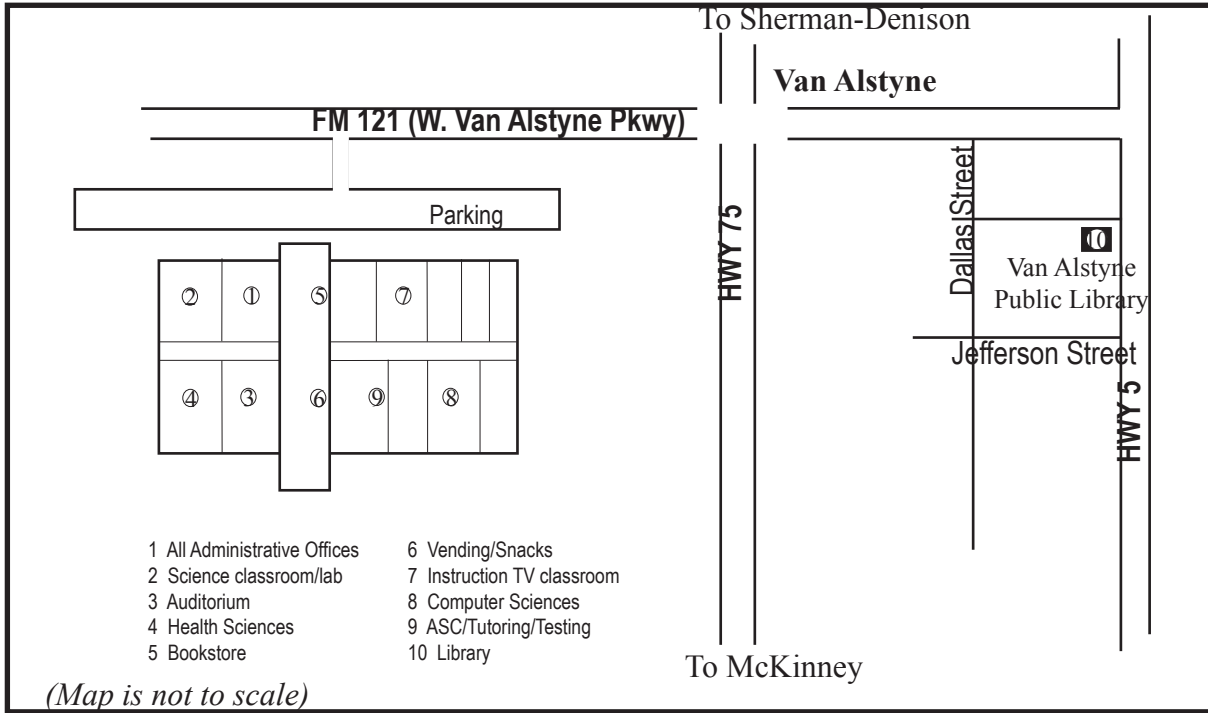 To Sherman-Denison
Van Alstyne
FM 121 (W. Van Alstyne Pkwy)
Parking
HWY 75
Dallas Street
10
Van Alstyne
Public Library
Jefferson Street
HWY 5
2
1
5
7
4
3
6
9
8
1 All Administrative Offices
2 Science classroom/lab
3 Auditorium
4 Health Sciences
5 Bookstore
6 Vending/Snacks
7 Instruction TV classroom
8 Computer Sciences
9 ASC/Tutoring/Testing
10 Library
To McKinney
(Map is not to scale)